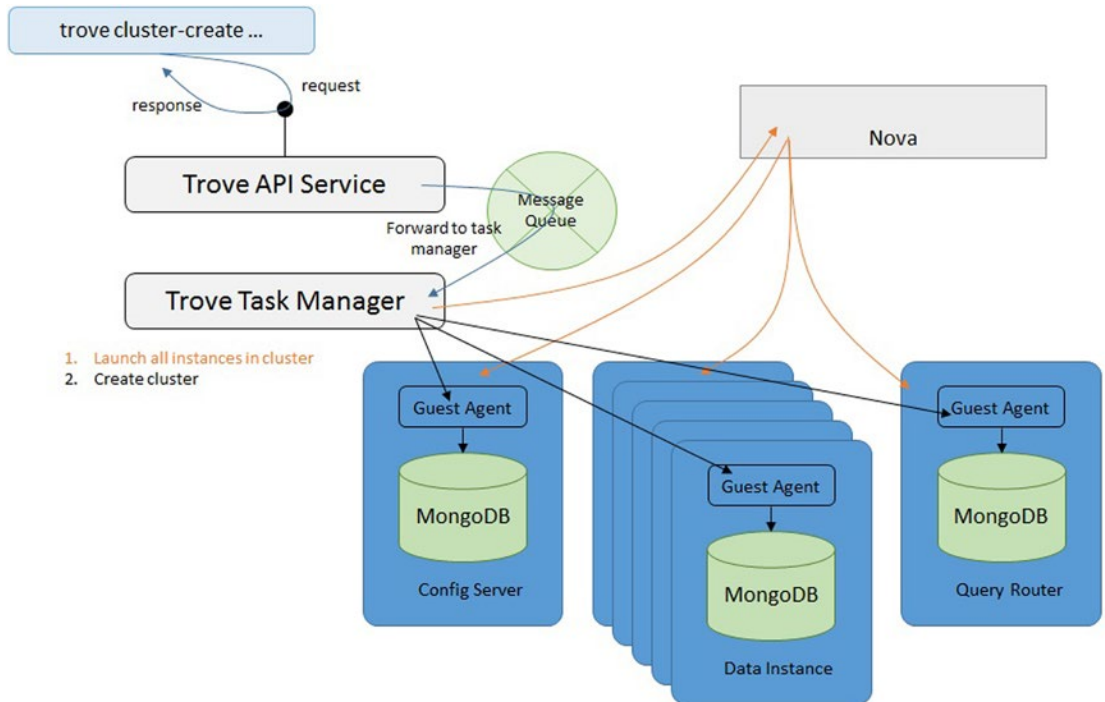 trove cluster-create ...
request
response
Nova
Trove API Service
Message
Queue
Forward to task
manager
Trove Task Manager
1. Launch all instances in cluster
2. Create cluster
Guest Agent
MongoDB
Config Server
Guest Agent
MongoDB
Data Instance
Guest Agent
MongoDB
Query Router